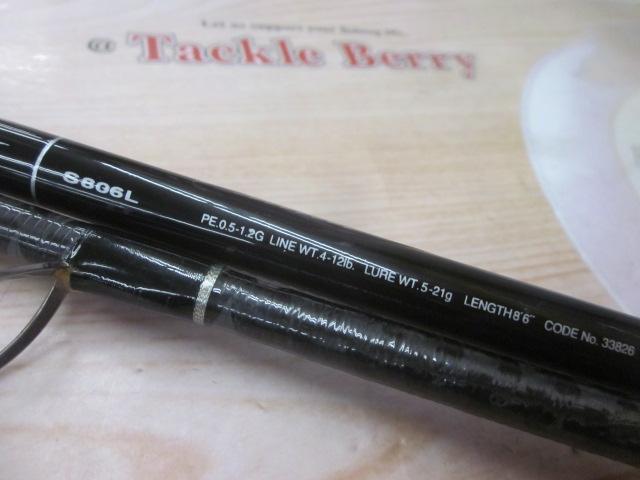 Let us support your fishing life.
@ Tackle Berry
S806L
PE.0.5-1.2G LINE WT.4-12lb. LURE WT.5-21g LENGTH8'6" CODE No. 33826